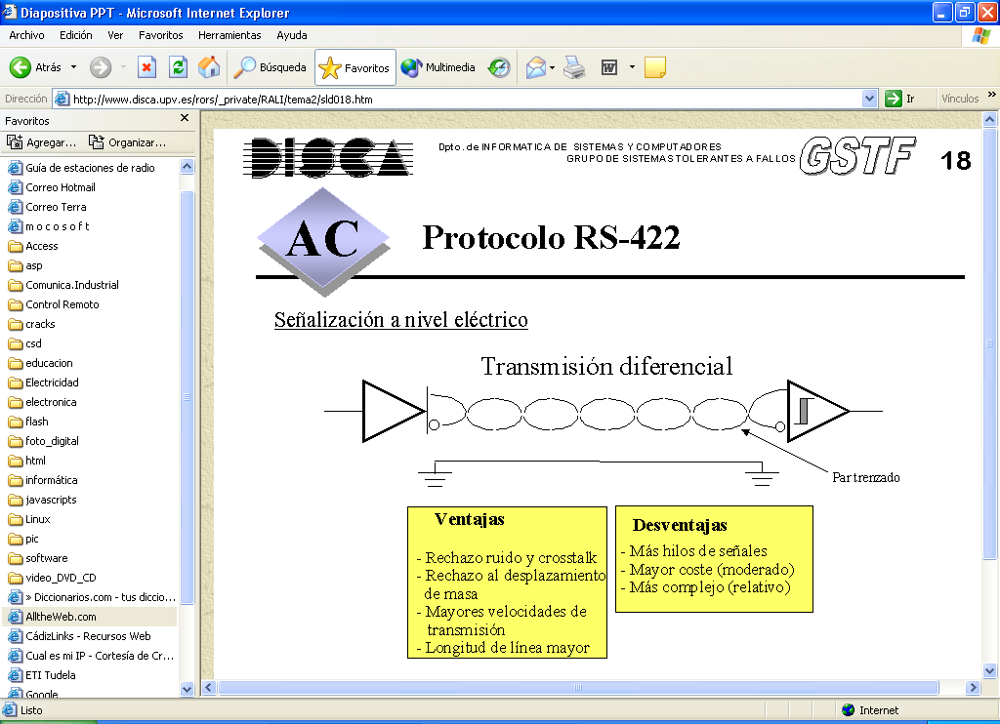 Diapositiva PPT - Microsoft Internet Explorer
Archivo Edición Ver Favoritos Herramientas Ayuda
Atrás Búsqueda Favoritos Multimedia
Dirección http://www.disca.upv.es/rors/_private/RALI/tema2/sld018.htm Ir Vínculos »
Favoritos
Agregar... Organizar...
Guía de estaciones de radio
Correo Hotmail
Correo Terra
m o c o s o f t
Access
asp
Comunica.Industrial
Control Remoto
cracks
csd
educacion
Electricidad
electronica
flash
foto_digital
html
informática
javascripts
Linux
pic
software
video_DVD_CD
» Diccionarios.com - tus diccio...
AlltheWeb.com
CádizLinks - Recursos Web
Cual es mi IP - Cortesía de Cr...
ETI Tudela
Google
DISCA
Dpto. de INFORMATICA DE SISTEMAS Y COMPUTADORES
GRUPO DE SISTEMAS TOLERANTES A FALLOS
GSTF
18
AC
Protocolo RS-422
Señalización a nivel eléctrico
Transmisión diferencial
Par trenzado
Ventajas
- Rechazo ruido y crosstalk
- Rechazo al desplazamiento
de masa
- Mayores velocidades de
transmisión
- Longitud de línea mayor
Desventajas
- Más hilos de señales
- Mayor coste (moderado)
- Más complejo (relativo)
Listo
Internet